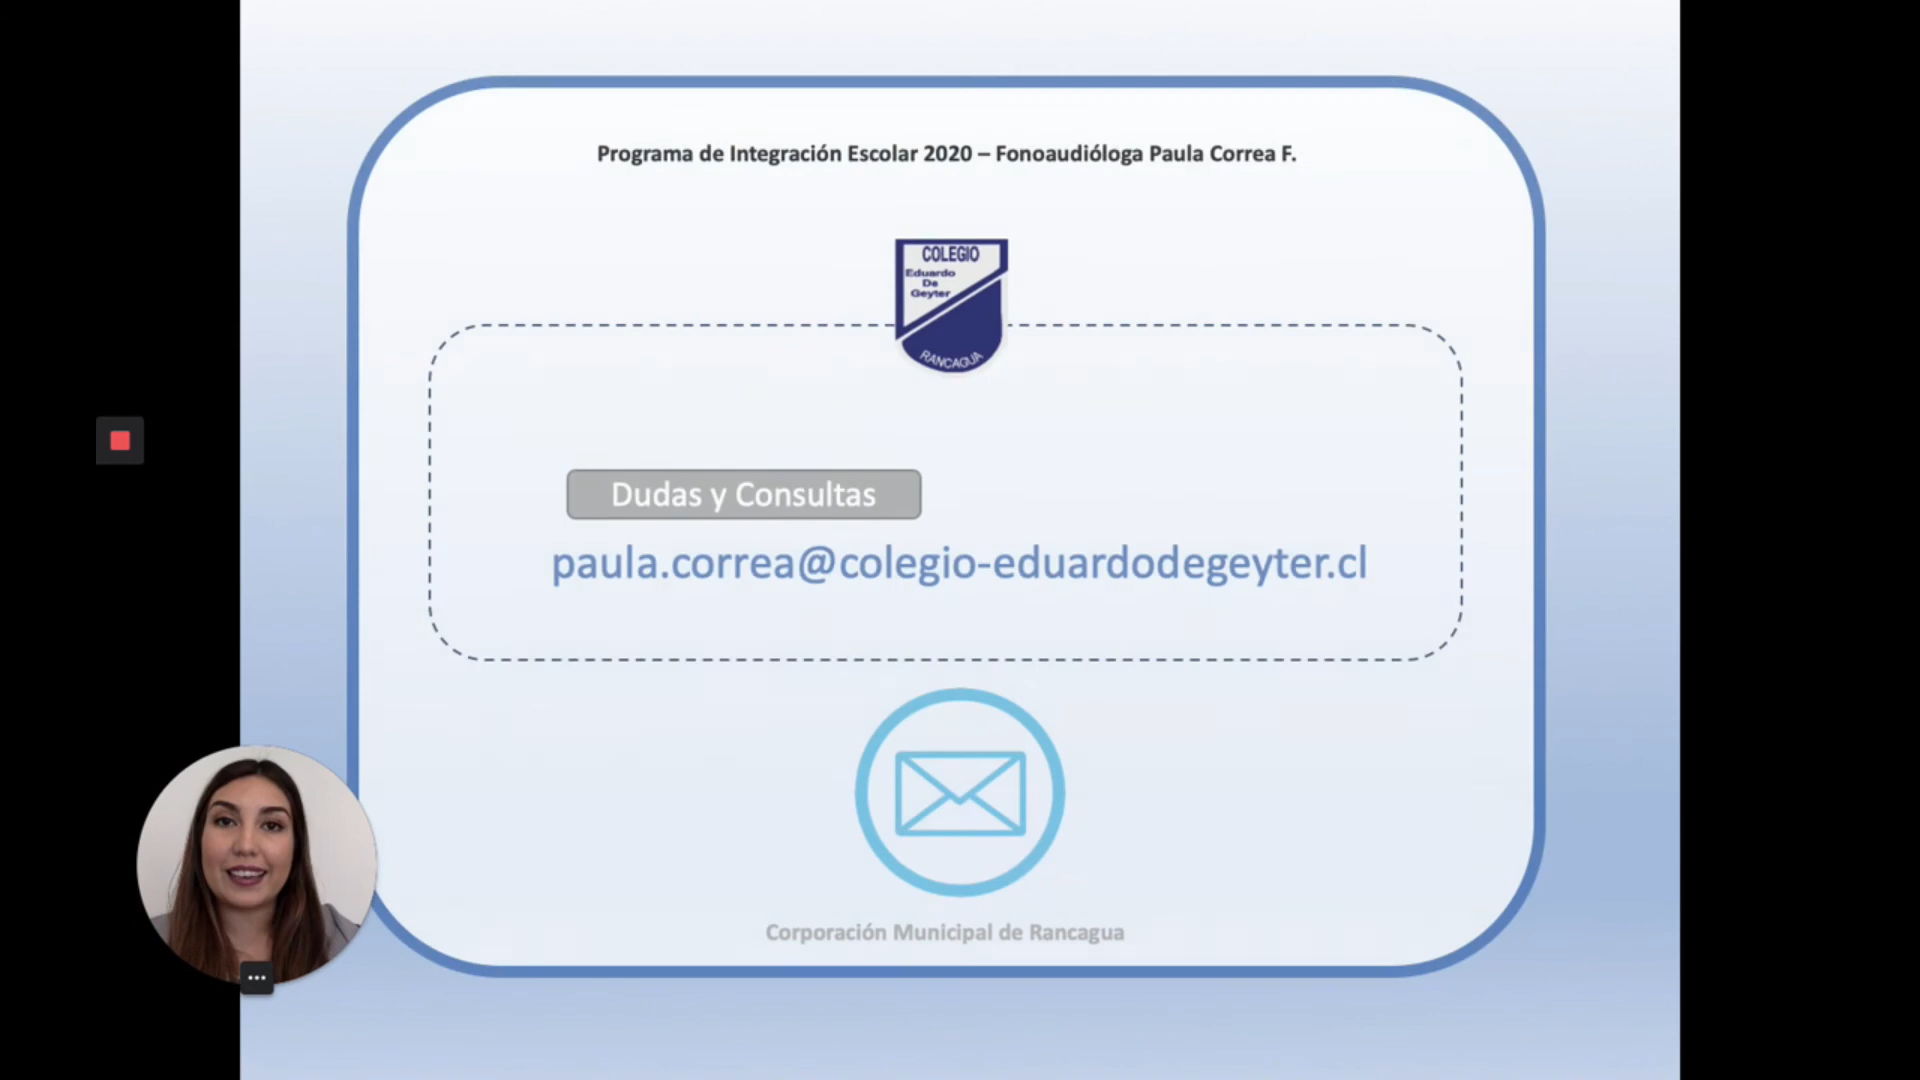 Programa de Integración Escolar 2020 – Fonoaudióloga Paula Correa F.
COLEGIO
Eduardo
De
Geyter
RANCAGUA
Dudas y Consultas
paula.correa@colegio-eduardodegeyter.cl
Corporación Municipal de Rancagua